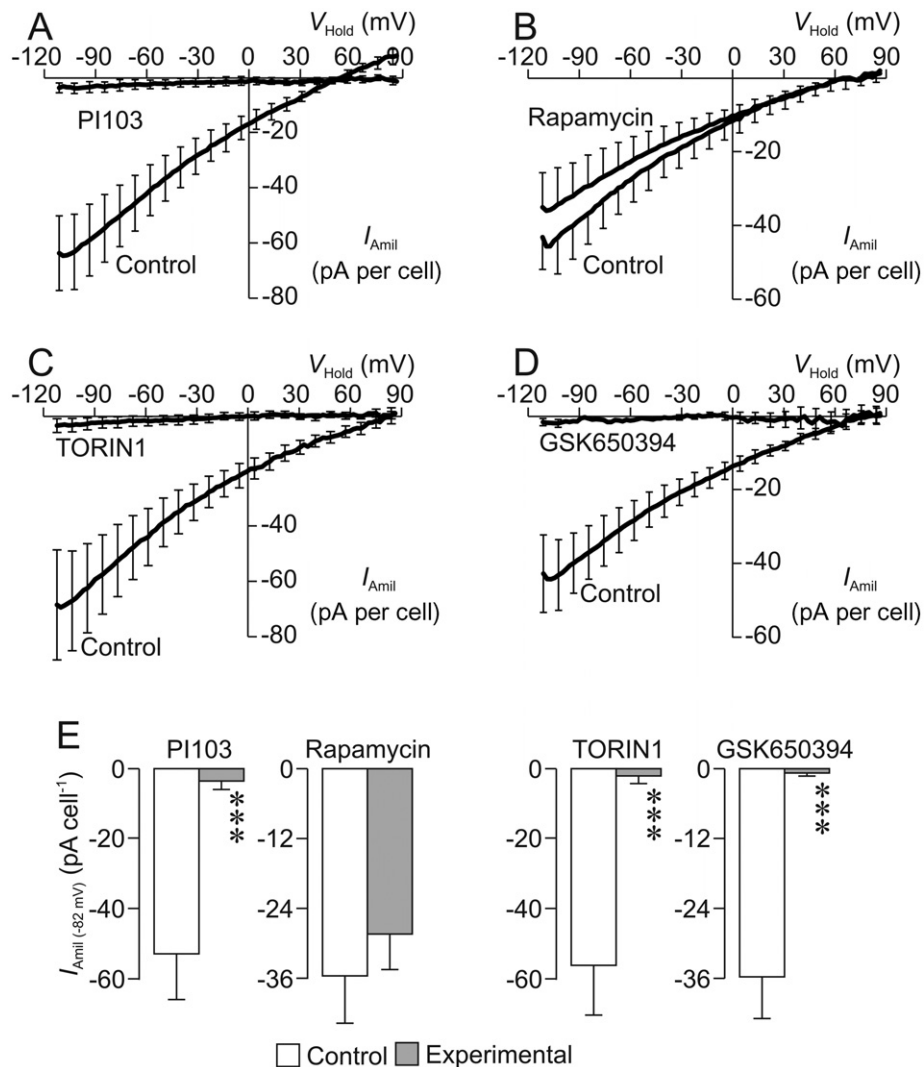 A
V_Hold (mV)
-120 -90 -60 -30 0 30 60 90
PI103
-20
-40
-60
-80
Control
I_Amil
(pA per cell)
B
V_Hold (mV)
-120 -90 -60 -30 0 30 60 90
Rapamycin
-20
-40
-60
Control
I_Amil
(pA per cell)
C
V_Hold (mV)
-120 -90 -60 -30 0 30 60 90
TORIN1
-40
-60
-80
Control
I_Amil
(pA per cell)
D
V_Hold (mV)
-120 -90 -60 -30 0 30 60 90
GSK650394
-20
-40
-60
Control
I_Amil
(pA per cell)
E
I_Amil (-82 mV) (pA cell⁻¹)
PI103
0
-20
-40
-60
***
Rapamycin
0
-12
-24
-36
TORIN1
0
-20
-40
-60
***
GSK650394
0
-12
-24
-36
***
Control Experimental